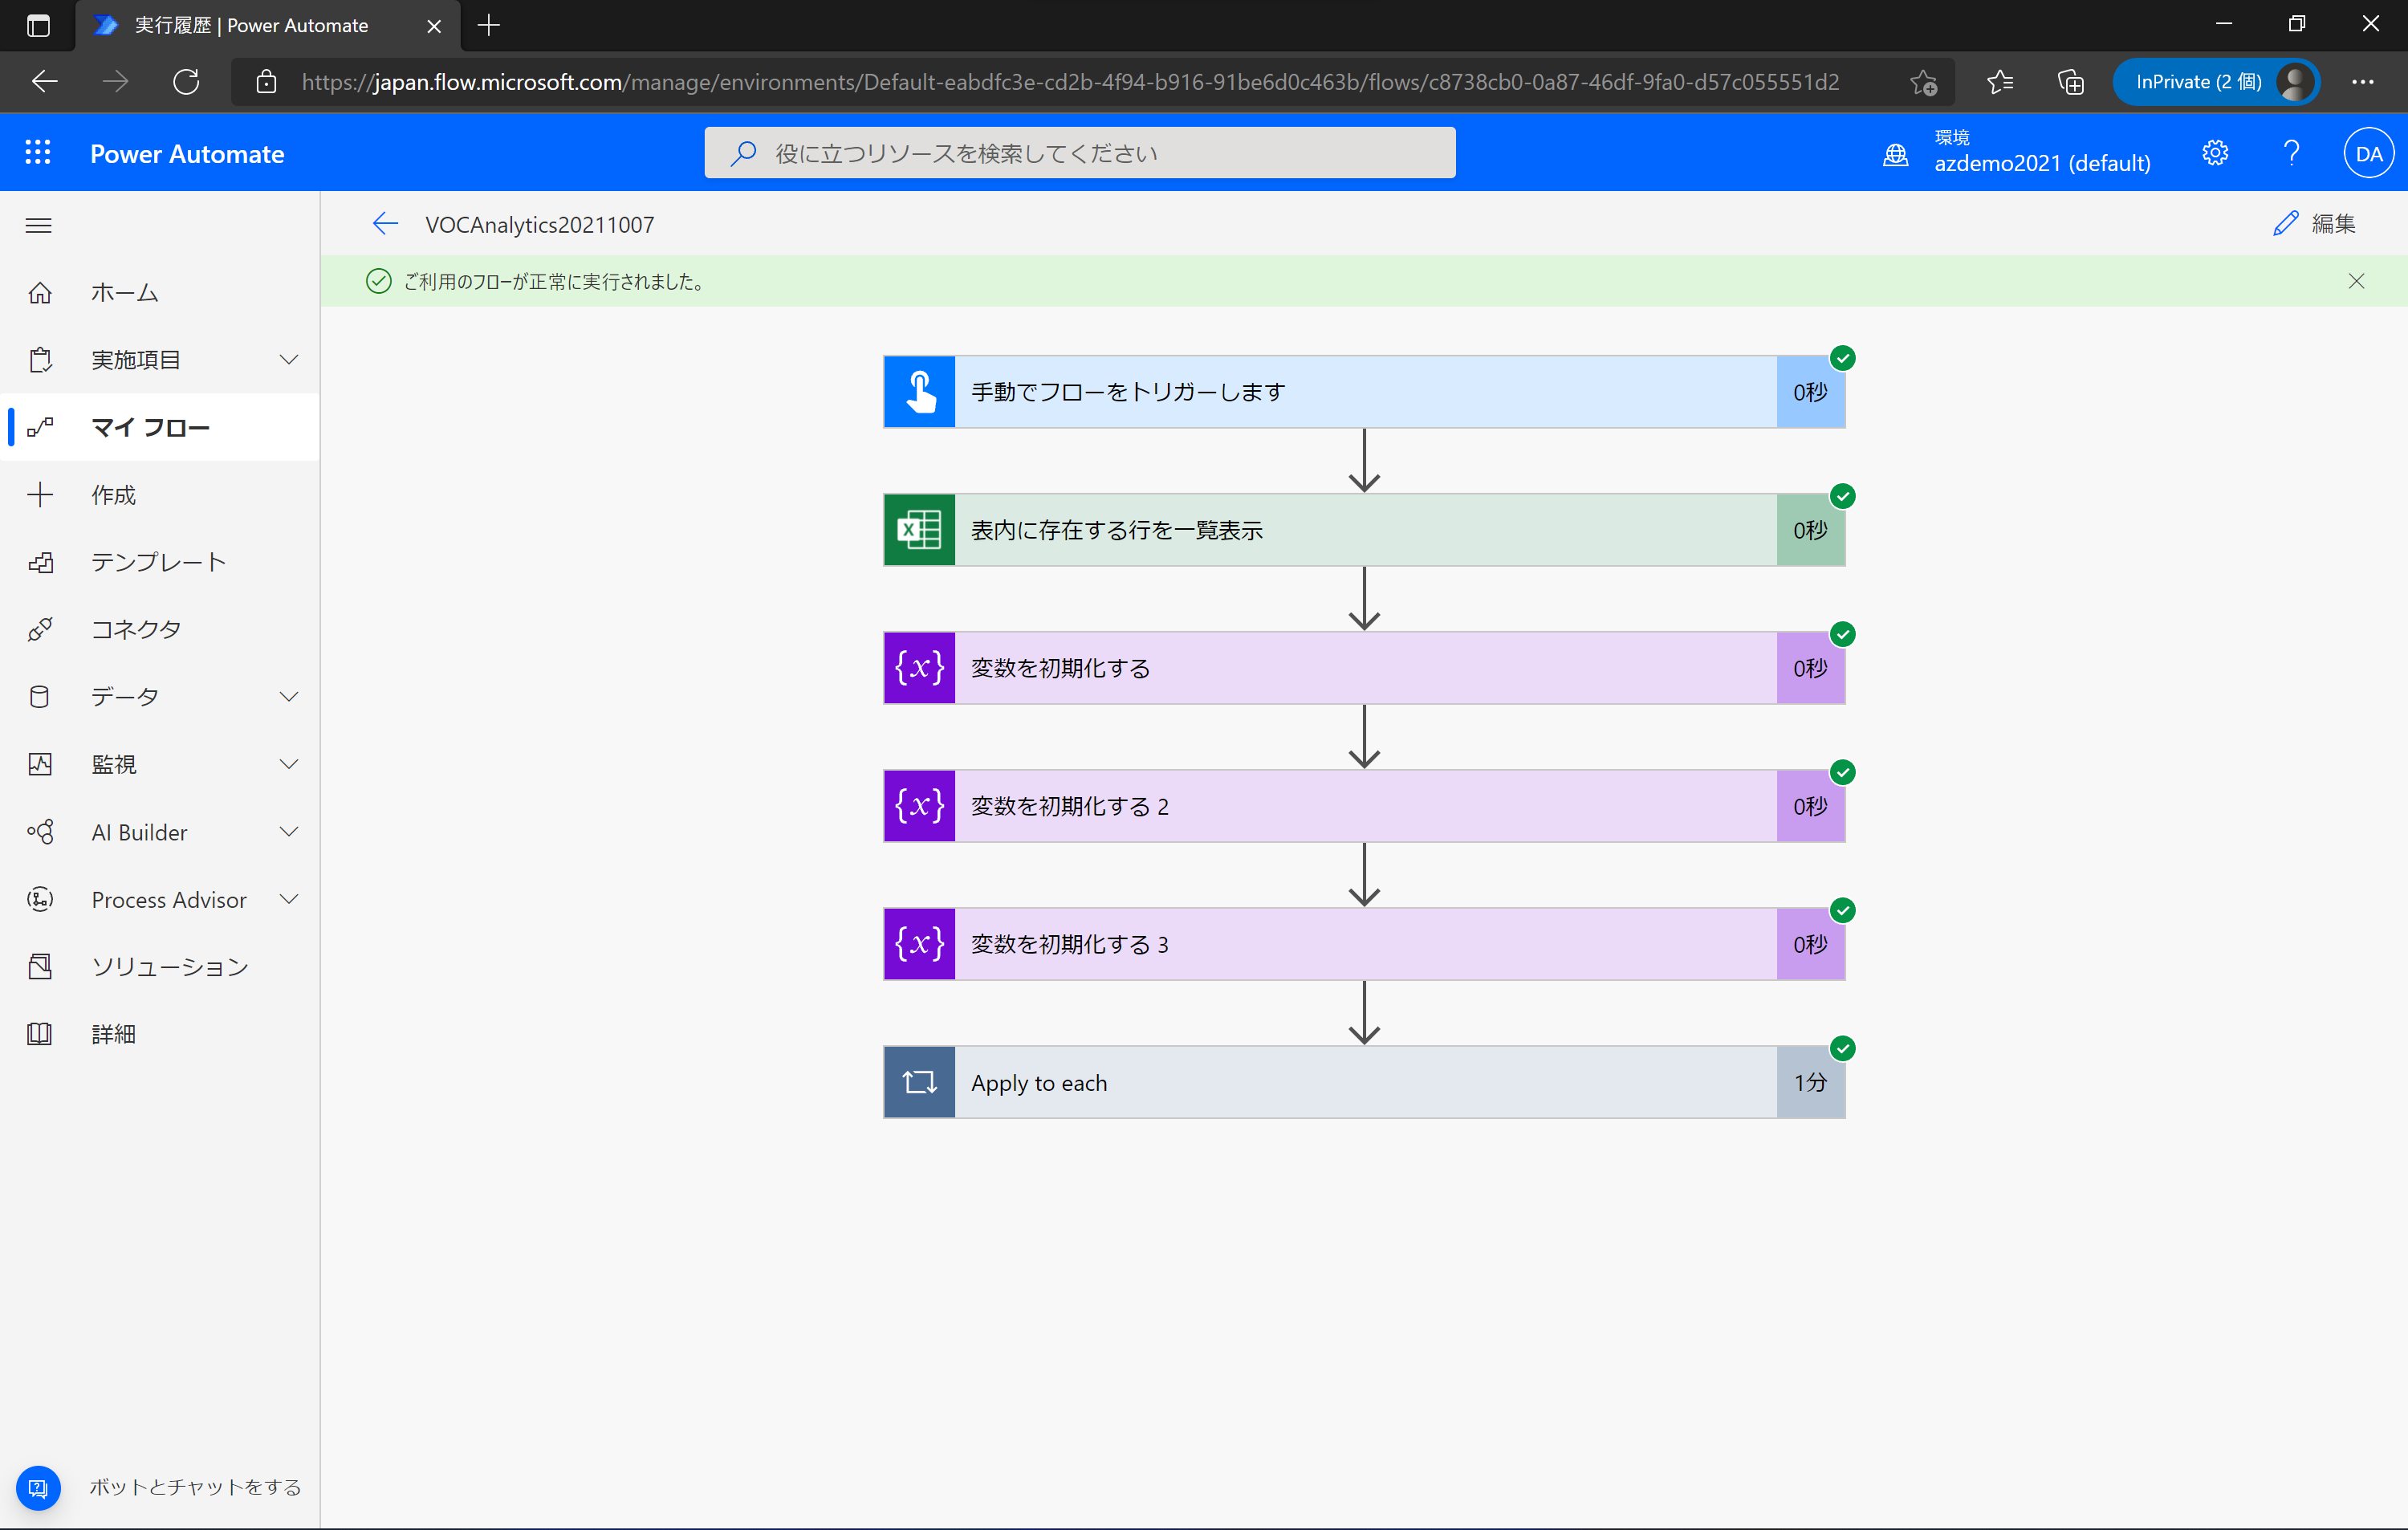 実行履歴 | Power Automate
https://japan.flow.microsoft.com/manage/environments/Default-eabdfc3e-cd2b-4f94-b916-91be6d0c463b/flows/c8738cb0-0a87-46df-9fa0-d57c055551d2
InPrivate (2 個)
Power Automate
役に立つリソースを検索してください
環境
azdemo2021 (default)
DA
VOCAnalytics20211007
編集
ご利用のフローが正常に実行されました。
ホーム
実施項目
マイ フロー
作成
テンプレート
コネクタ
データ
監視
AI Builder
Process Advisor
ソリューション
詳細
ボットとチャットをする
手動でフローをトリガーします
0秒
表内に存在する行を一覧表示
0秒
{x}
変数を初期化する
0秒
{x}
変数を初期化する 2
0秒
{x}
変数を初期化する 3
0秒
Apply to each
1分